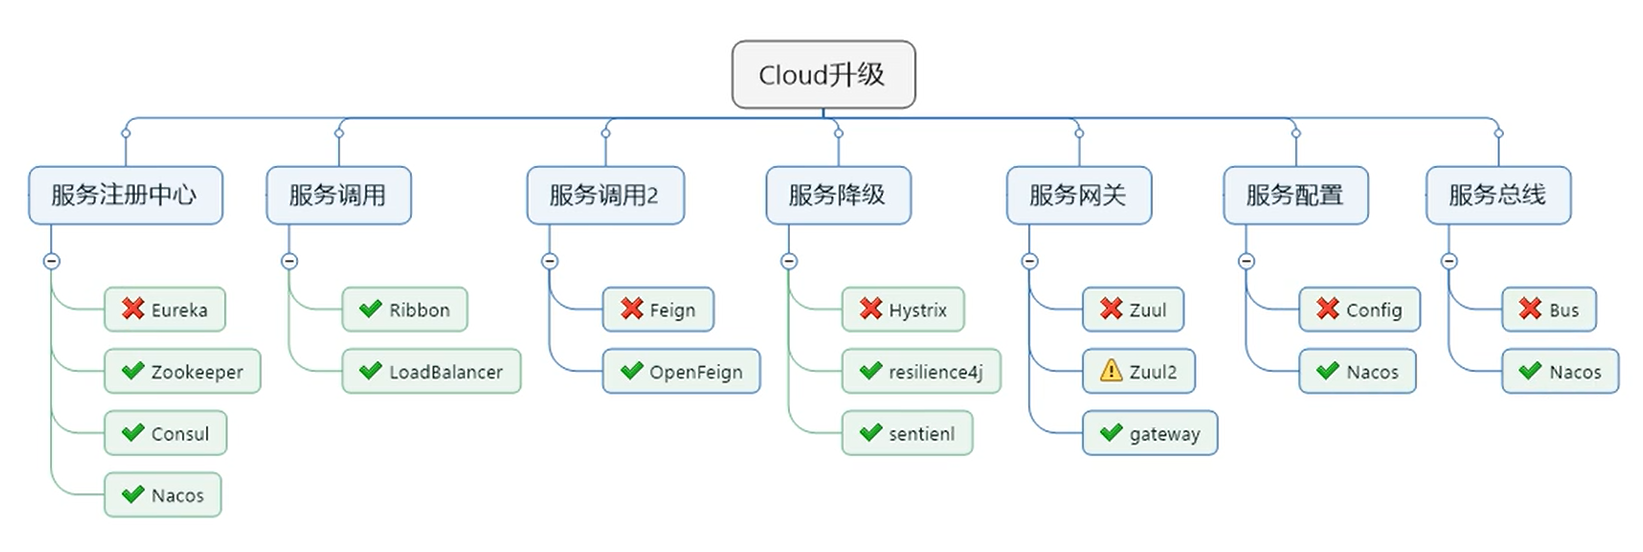 Cloud升级
服务注册中心
Eureka
Zookeeper
Consul
Nacos
服务调用
Ribbon
LoadBalancer
服务调用2
Feign
OpenFeign
服务降级
Hystrix
resilience4j
sentienl
服务网关
Zuul
Zuul2
gateway
服务配置
Config
Nacos
服务总线
Bus
Nacos